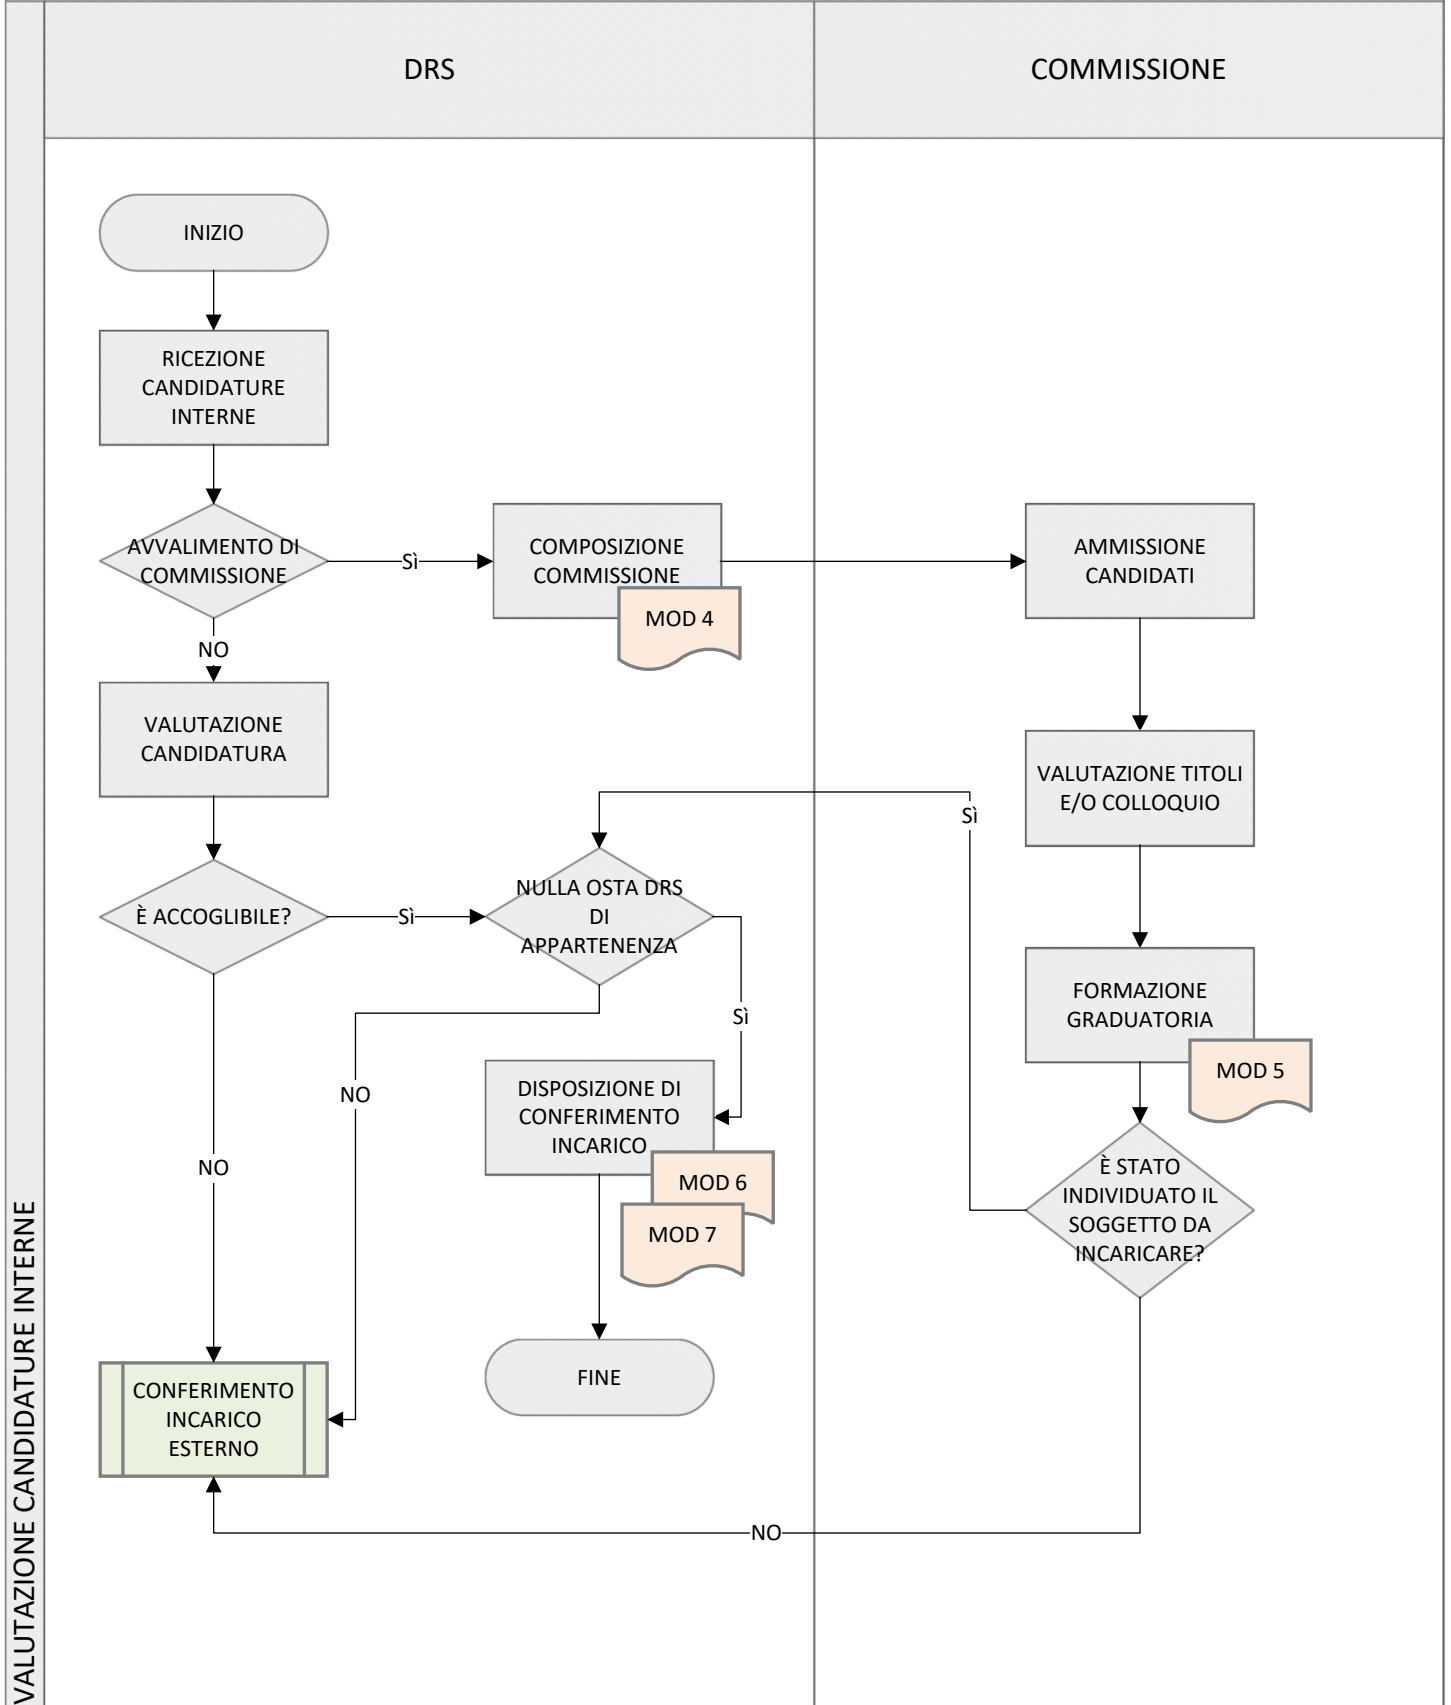 DRS
COMMISSIONE
INIZIO
RICEZIONE
CANDIDATURE
INTERNE
AVVALIMENTO DI
COMMISSIONE
Sì
COMPOSIZIONE
COMMISSIONE
MOD 4
AMMISSIONE
CANDIDATI
NO
VALUTAZIONE
CANDIDATURA
VALUTAZIONE TITOLI
E/O COLLOQUIO
Sì
È ACCOGLIBILE?
Sì
NULLA OSTA DRS
DI
APPARTENENZA
Sì
FORMAZIONE
GRADUATORIA
MOD 5
NO
DISPOSIZIONE DI
CONFERIMENTO
INCARICO
MOD 6
MOD 7
NO
È STATO
INDIVIDUATO IL
SOGGETTO DA
INCARICARE?
FINE
CONFERIMENTO
INCARICO
ESTERNO
NO
VALUTAZIONE CANDIDATURE INTERNE